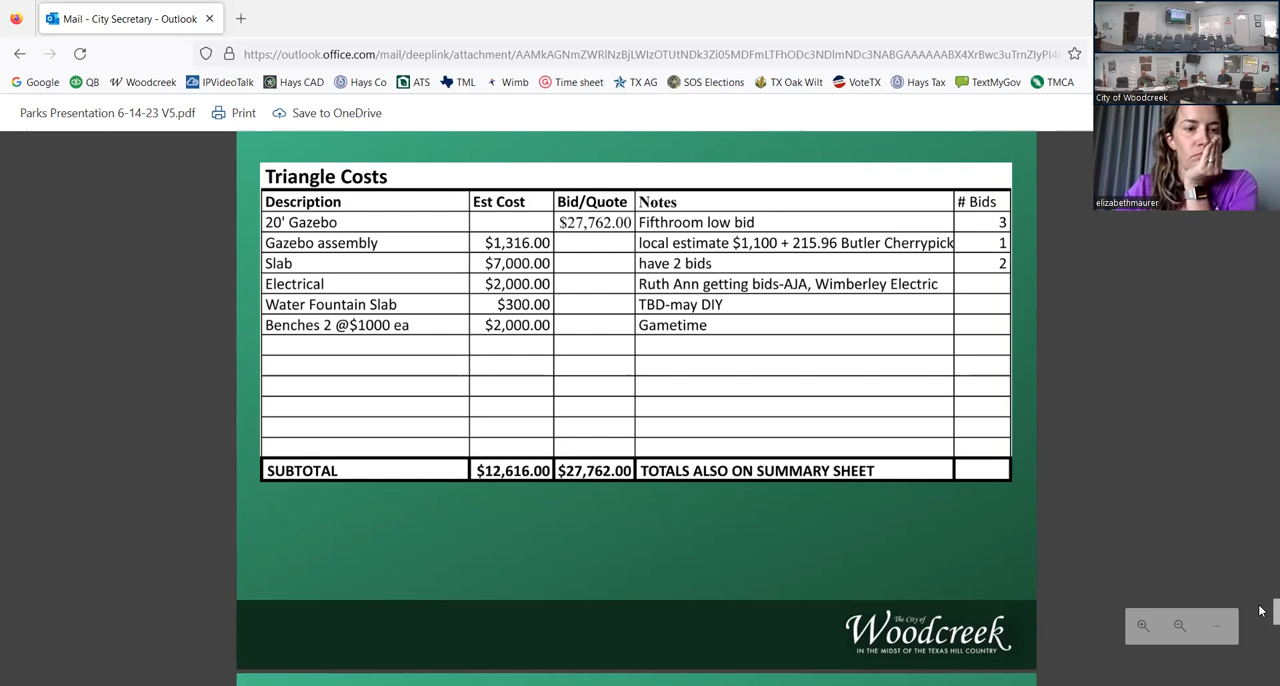 Mail - City Secretary - Outlook
https://outlook.office.com/mail/deeplink/attachment/
Google QB Woodcreek IPVideoTalk Hays CAD Hays Co ATS TML Wimb Time sheet TX AG SOS Elections TX Oak Wilt VoteTX Hays Tax TextMyGov TMCA
Parks Presentation 6-14-23 V5.pdf Print Save to OneDrive
City of Woodcreek
elizabethmaurer
Triangle Costs
Description Est Cost Bid/Quote Notes # Bids
20' Gazebo $27,762.00 Fifthroom low bid 3
Gazebo assembly $1,316.00 local estimate $1,100 + 215.96 Butler Cherrypick 1
Slab $7,000.00 have 2 bids 2
Electrical $2,000.00 Ruth Ann getting bids-AJA, Wimberley Electric
Water Fountain Slab $300.00 TBD-may DIY
Benches 2 @$1000 ea $2,000.00 Gametime
SUBTOTAL $12,616.00 $27,762.00 TOTALS ALSO ON SUMMARY SHEET
The City of
Woodcreek
IN THE MIDST OF THE TEXAS HILL COUNTRY